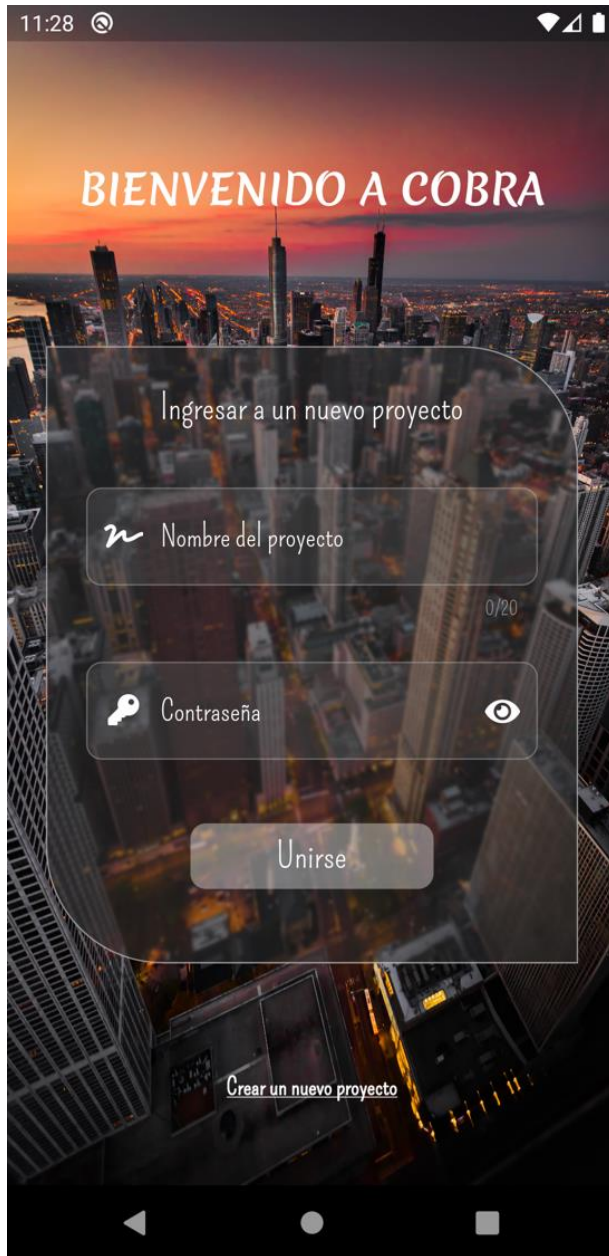 11:28
BIENVENIDO A COBRA
Ingresar a un nuevo proyecto
Nombre del proyecto
0/20
Contraseña
Unirse
Crear un nuevo proyecto